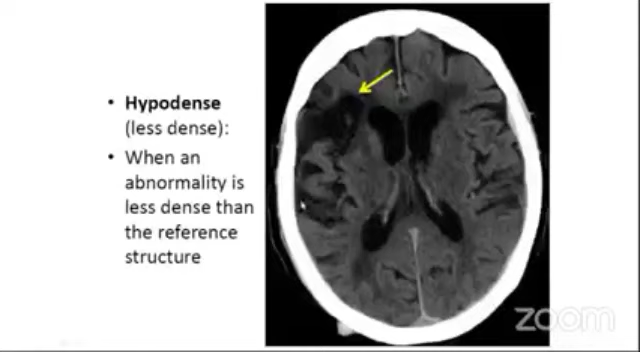 • Hypodense
(less dense):
• When an
abnormality is
less dense than
the reference
structure
zoom